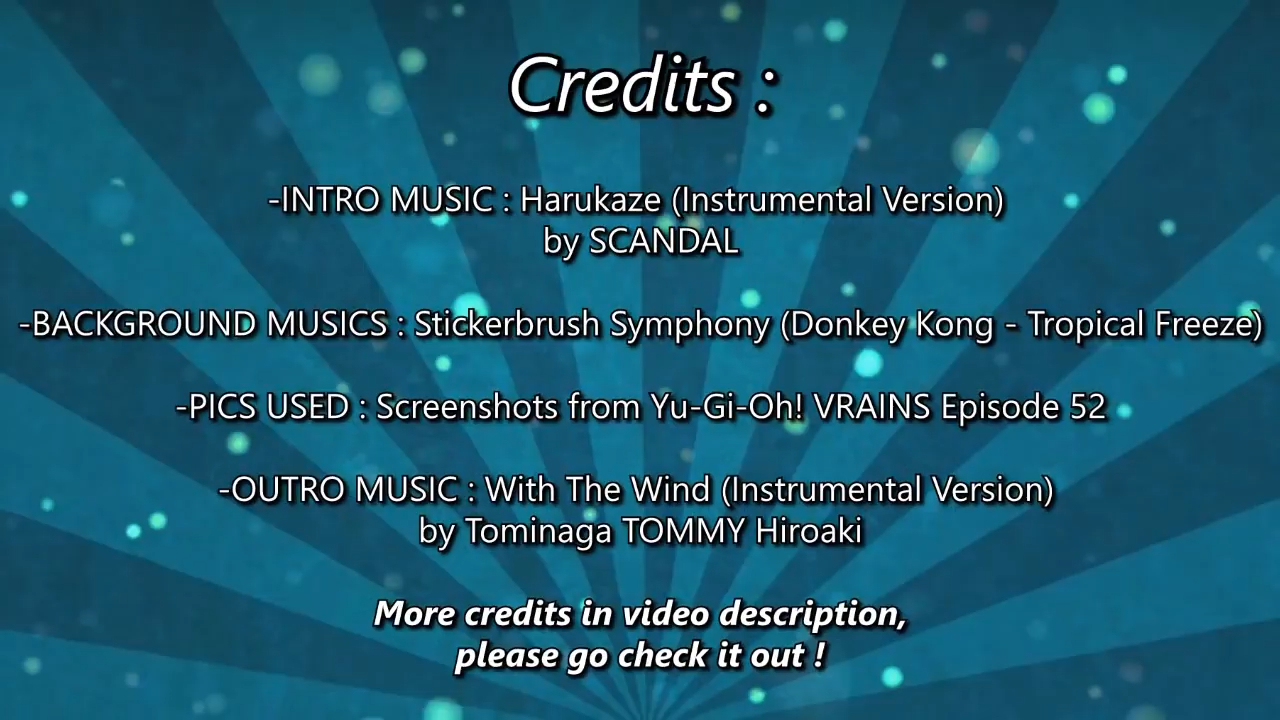 Credits :
-INTRO MUSIC : Harukaze (Instrumental Version)
by SCANDAL
-BACKGROUND MUSICS : Stickerbrush Symphony (Donkey Kong - Tropical Freeze)
-PICS USED : Screenshots from Yu-Gi-Oh! VRAINS Episode 52
-OUTRO MUSIC : With The Wind (Instrumental Version)
by Tominaga TOMMY Hiroaki
More credits in video description,
please go check it out !